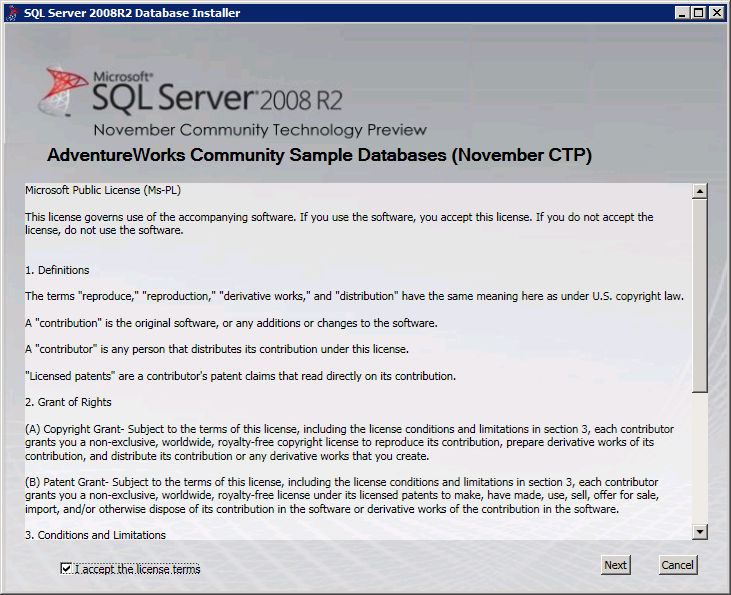 SQL Server 2008R2 Database Installer
Microsoft®
SQL Server® 2008 R2
November Community Technology Preview
AdventureWorks Community Sample Databases (November CTP)
Microsoft Public License (Ms-PL)
This license governs use of the accompanying software. If you use the software, you accept this license. If you do not accept the
license, do not use the software.
1. Definitions
The terms "reproduce," "reproduction," "derivative works," and "distribution" have the same meaning here as under U.S. copyright law.
A "contribution" is the original software, or any additions or changes to the software.
A "contributor" is any person that distributes its contribution under this license.
"Licensed patents" are a contributor's patent claims that read directly on its contribution.
2. Grant of Rights
(A) Copyright Grant- Subject to the terms of this license, including the license conditions and limitations in section 3, each contributor
grants you a non-exclusive, worldwide, royalty-free copyright license to reproduce its contribution, prepare derivative works of its
contribution, and distribute its contribution or any derivative works that you create.
(B) Patent Grant- Subject to the terms of this license, including the license conditions and limitations in section 3, each contributor
grants you a non-exclusive, worldwide, royalty-free license under its licensed patents to make, have made, use, sell, offer for sale,
import, and/or otherwise dispose of its contribution in the software or derivative works of the contribution in the software.
3. Conditions and Limitations
I accept the license terms
Next
Cancel